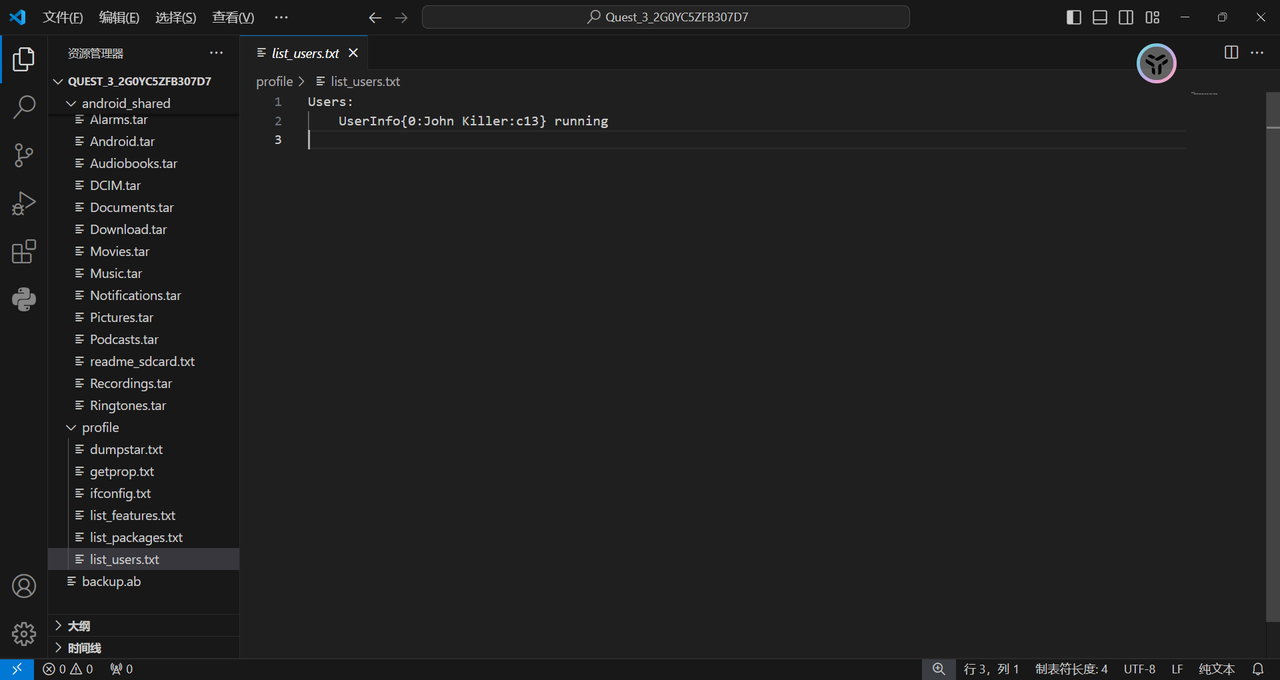 文件(F) 编辑(E) 选择(S) 查看(V) ··· Quest_3_2G0YC5ZFB307D7
资源管理器 ···
list_users.txt
QUEST_3_2G0YC5ZFB307D7
android_shared
Alarms.tar
Android.tar
Audiobooks.tar
DCIM.tar
Documents.tar
Download.tar
Movies.tar
Music.tar
Notifications.tar
Pictures.tar
Podcasts.tar
readme_sdcard.txt
Recordings.tar
Ringtones.tar
profile
dumpstar.txt
getprop.txt
ifconfig.txt
list_features.txt
list_packages.txt
list_users.txt
backup.ab
大纲
时间线
profile > list_users.txt
1 Users:
2 UserInfo{0:John Killer:c13} running
3
0 0 0 行 3，列 1 制表符长度: 4 UTF-8 LF 纯文本